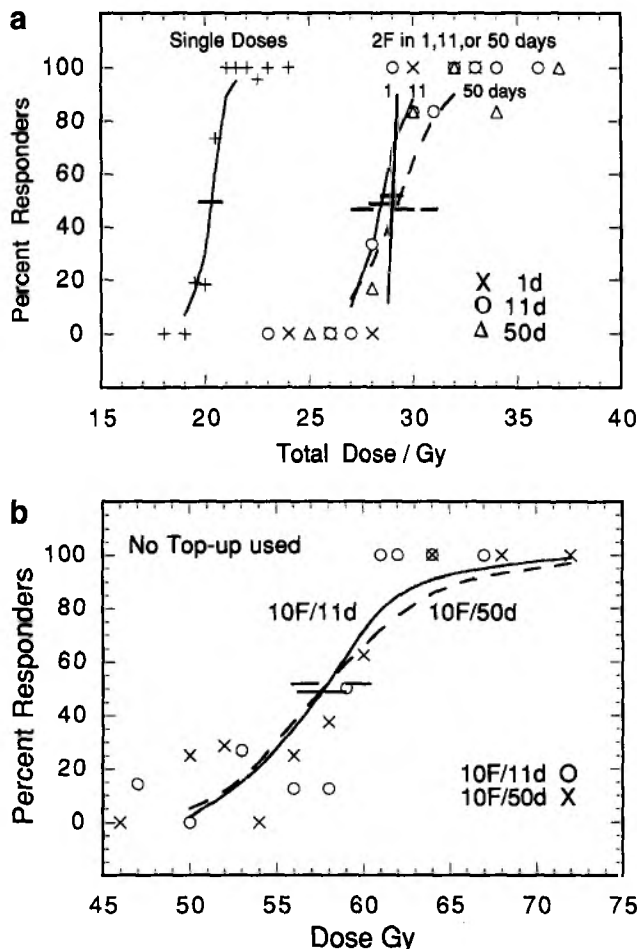 a
Single Doses
2F in 1,11,or 50 days
100
80
60
40
20
0
Percent Responders
1 11 50 days
X 1d
O 11d
△ 50d
15 20 25 30 35 40
Total Dose / Gy
b
No Top-up used
100
80
60
40
20
0
Percent Responders
10F/11d
10F/50d
10F/11d O
10F/50d X
45 50 55 60 65 70 75
Dose Gy